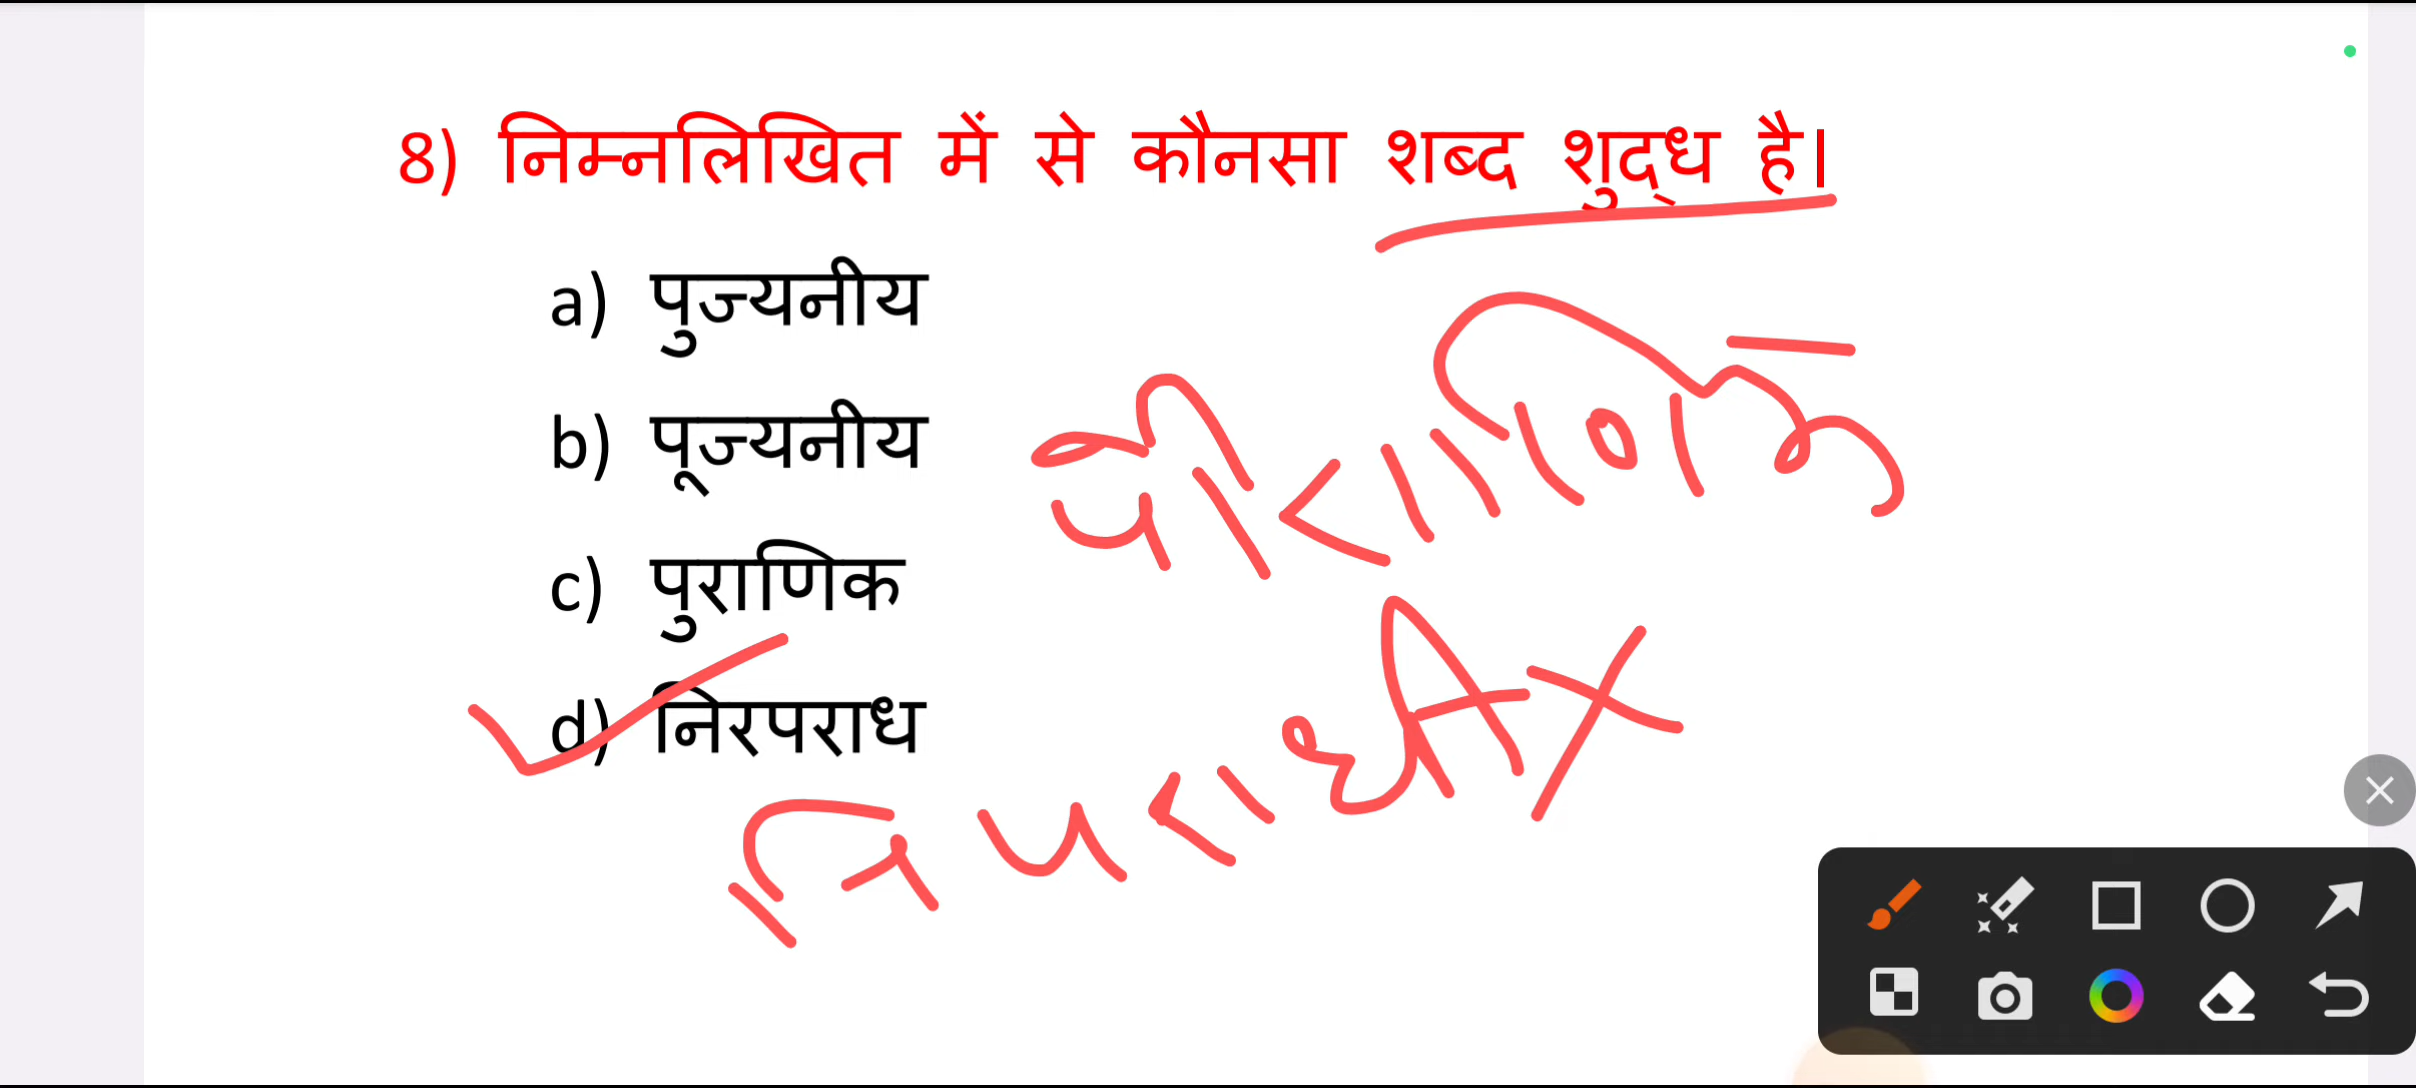 8) निम्नलिखित में से कौनसा शब्द शुद्ध है।
a) पुज्यनीय
b) पूज्यनीय
पौराणिक
c) पुराणिक
d) निरपराध
निपराधी